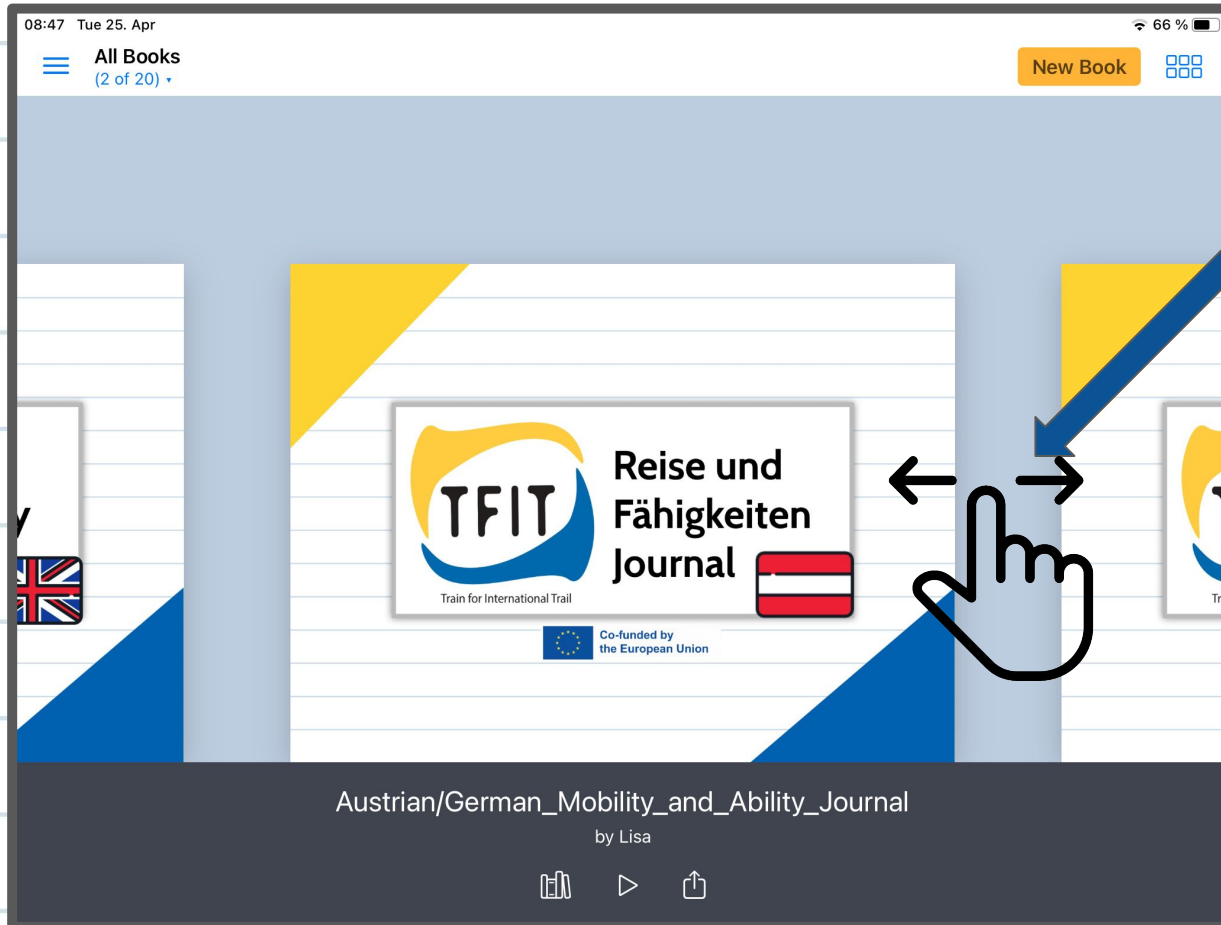 08:47 Tue 25. Apr
66 %
All Books
(2 of 20)
New Book
y
TFIT
Train for International Trail
Reise und
Fähigkeiten
Journal
Co-funded by
the European Union
Tr
Austrian/German_Mobility_and_Ability_Journal
by Lisa